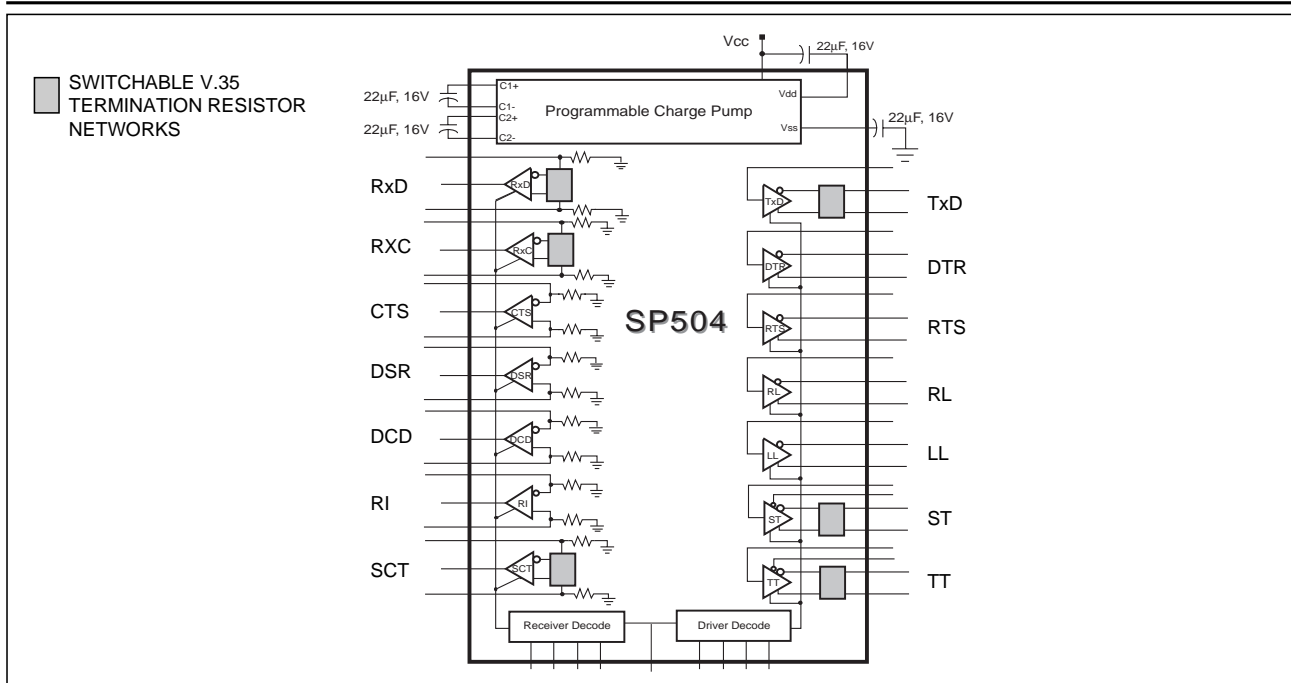 SWITCHABLE V.35
TERMINATION RESISTOR
NETWORKS
Vcc
22µF, 16V
C1+
Vdd
22µF, 16V
C1-
Programmable Charge Pump
C2+
22µF, 16V
C2-
Vss
22µF, 16V
RxD
RxD
TxD
TxD
RXC
RxC
DTR
DTR
CTS
CTS
SP504
RTS
RTS
DSR
DSR
RL
RL
DCD
DCD
LL
LL
RI
RI
ST
ST
SCT
SCT
TT
TT
Receiver Decode
Driver Decode